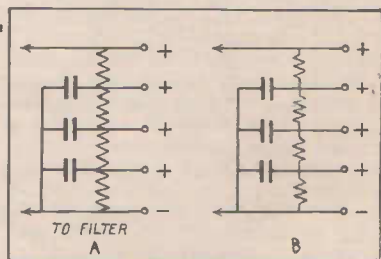 + +
+ +
+ +
+ +
- -
TO FILTER
A B